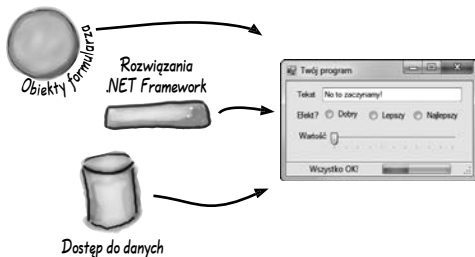 Obiekty formularza
Rozwiązania
.NET Framework
Dostęp do danych
Twój program
Tekst No to zaczynamy!
Efekt? Dobry Lepszy Najlepszy
Wartość
Wszystko OK!